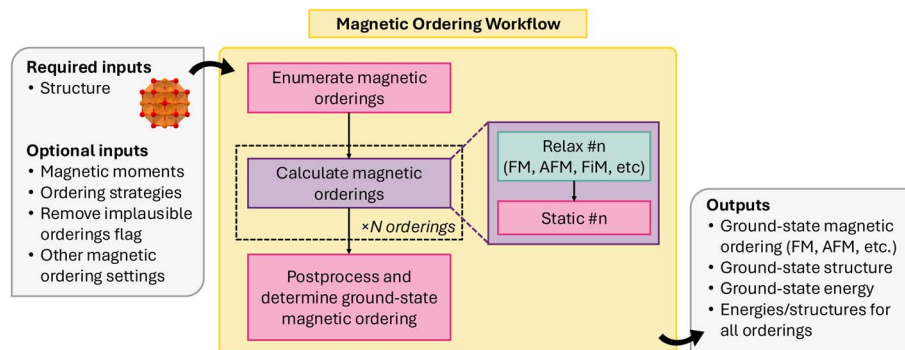 Magnetic Ordering Workflow
Required inputs
• Structure
Optional inputs
• Magnetic moments
• Ordering strategies
• Remove implausible
orderings flag
• Other magnetic
ordering settings
Enumerate magnetic
orderings
Calculate magnetic
orderings
×N orderings
Relax #n
(FM, AFM, FiM, etc)
Static #n
Postprocess and
determine ground-state
magnetic ordering
Outputs
• Ground-state magnetic
ordering (FM, AFM, etc.)
• Ground-state structure
• Ground-state energy
• Energies/structures for
all orderings